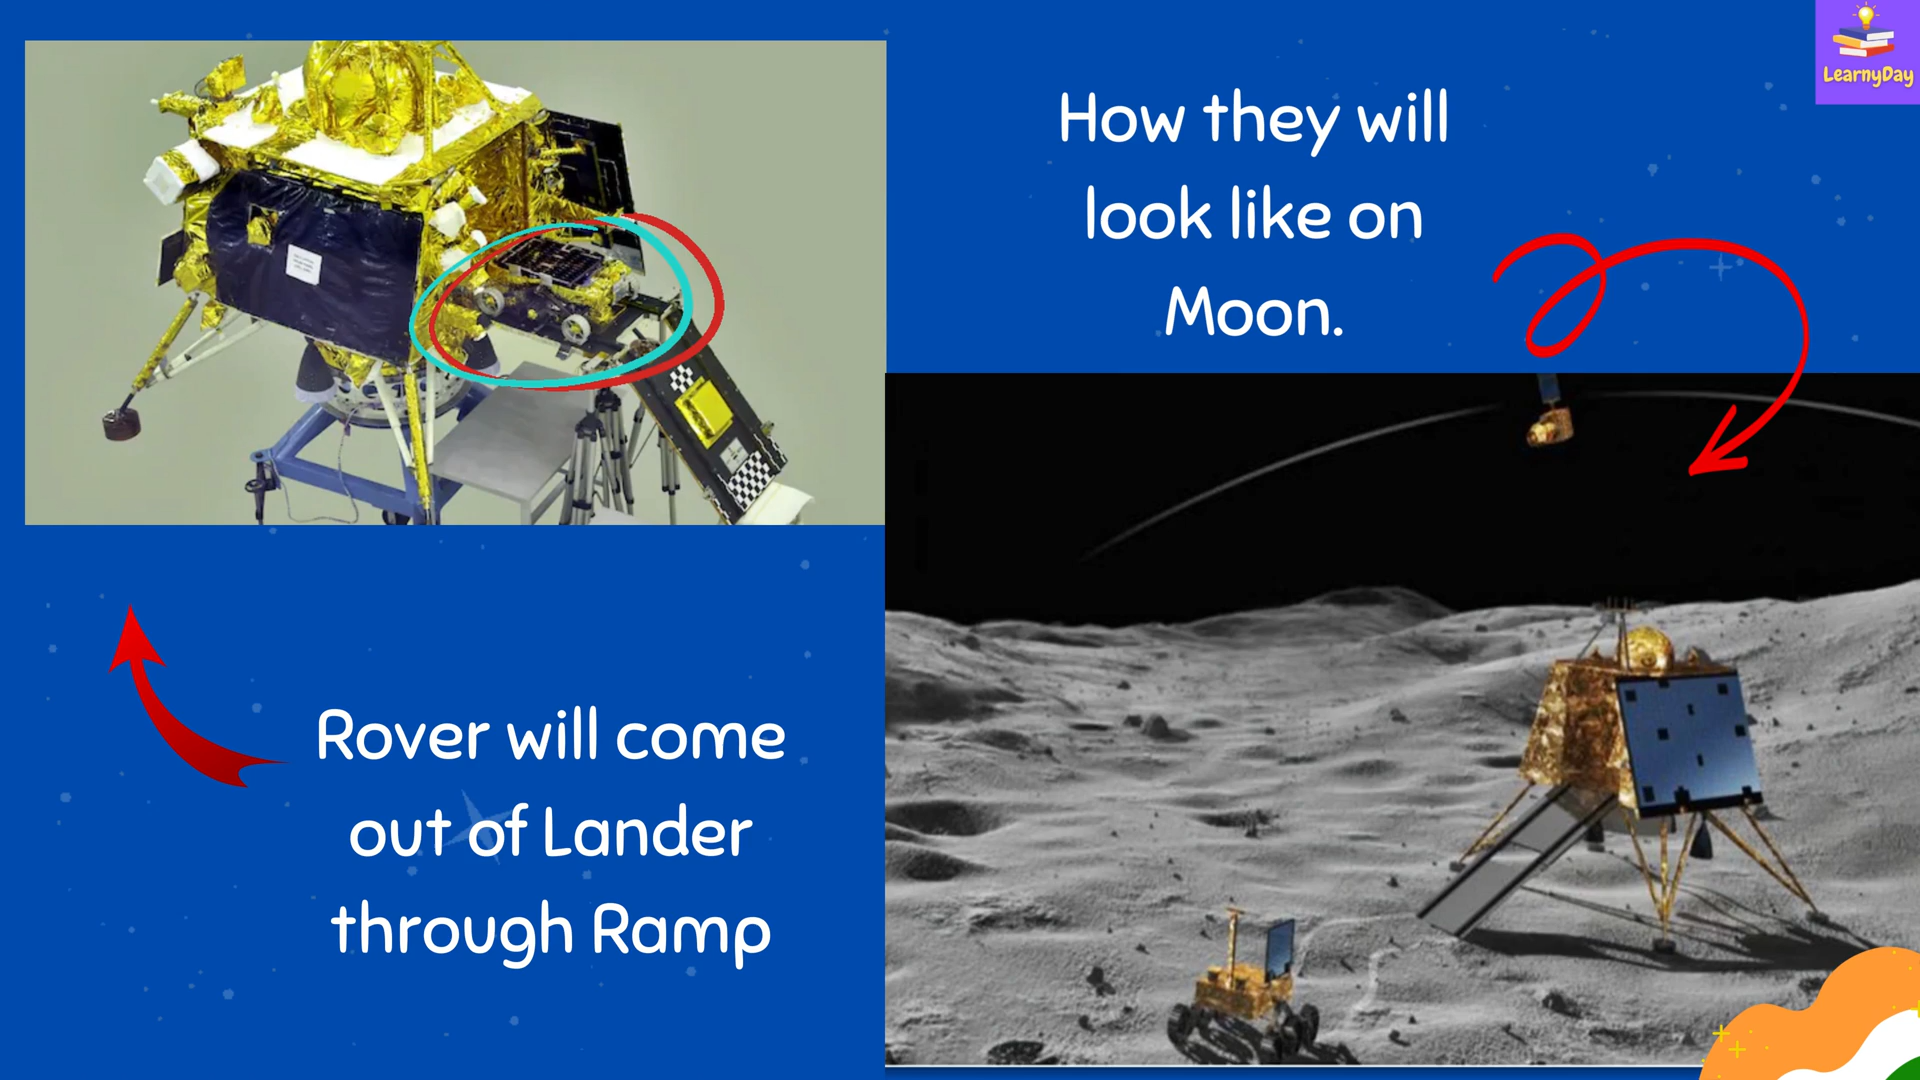 LearnyDay
How they will
look like on
Moon.
Rover will come
out of Lander
through Ramp